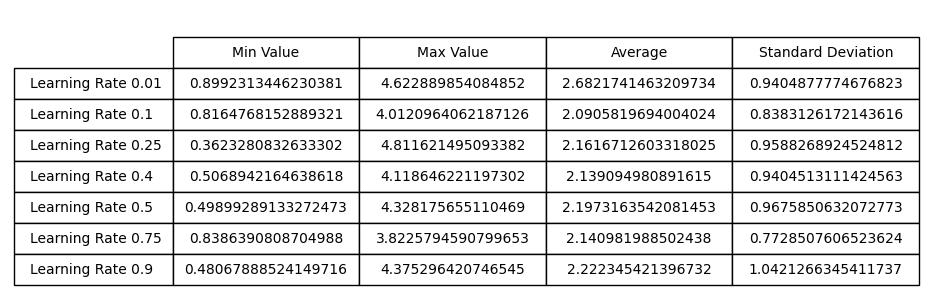 Min Value Max Value Average Standard Deviation
Learning Rate 0.01 0.8992313446230381 4.622889854084852 2.6821741463209734 0.9404877774676823
Learning Rate 0.1 0.8164768152889321 4.0120964062187126 2.0905819694004024 0.8383126172143616
Learning Rate 0.25 0.3623280832633302 4.811621495093382 2.1616712603318025 0.9588268924524812
Learning Rate 0.4 0.5068942164638618 4.118646221197302 2.139094980891615 0.9404513111424563
Learning Rate 0.5 0.49899289133272473 4.328175655110469 2.1973163542081453 0.9675850632072773
Learning Rate 0.75 0.8386390808704988 3.8225794590799653 2.140981988502438 0.7728507606523624
Learning Rate 0.9 0.48067888524149716 4.375296420746545 2.222345421396732 1.0421266345411737